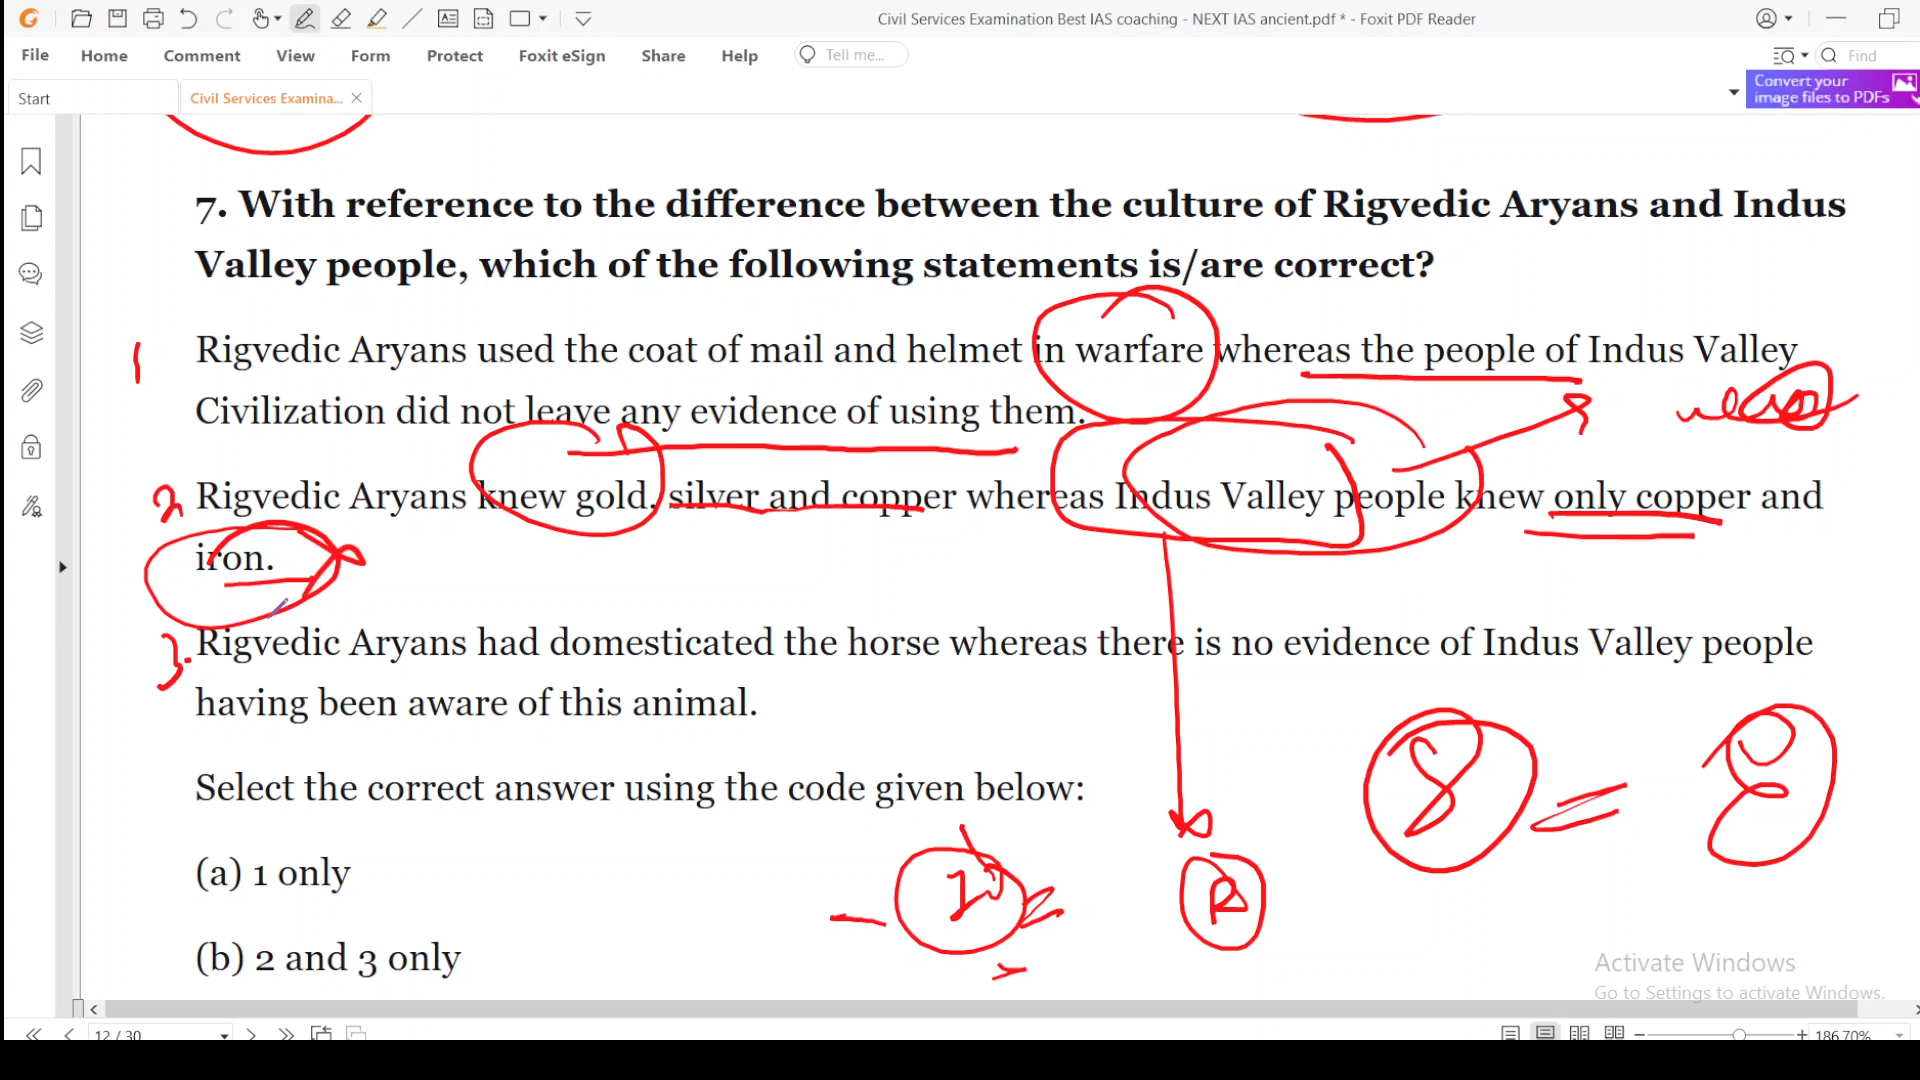 Civil Services Examination Best IAS coaching - NEXT IAS ancient.pdf * - Foxit PDF Reader
File Home Comment View Form Protect Foxit eSign Share Help Tell me... Find
Start Civil Services Examina...
Convert your
image files to PDFs
7. With reference to the difference between the culture of Rigvedic Aryans and Indus
Valley people, which of the following statements is/are correct?
1 Rigvedic Aryans used the coat of mail and helmet in warfare whereas the people of Indus Valley
Civilization did not leave any evidence of using them.
2 Rigvedic Aryans knew gold, silver and copper whereas Indus Valley people knew only copper and
iron.
3. Rigvedic Aryans had domesticated the horse whereas there is no evidence of Indus Valley people
having been aware of this animal.
Select the correct answer using the code given below:
(a) 1 only
(b) 2 and 3 only
Activate Windows
Go to Settings to activate Windows.
12 / 30 186.70%